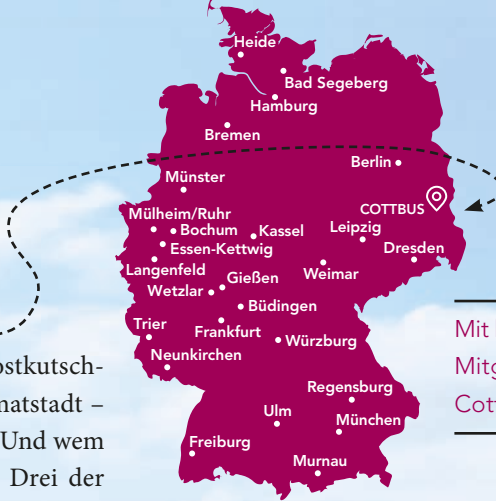 Heide
Bad Segeberg
Hamburg
Bremen
Berlin
Münster
COTTBUS
Mülheim/Ruhr
Bochum
Kassel
Leipzig
Essen-Kettwig
Dresden
Langenfeld
Gießen
Weimar
Wetzlar
Büdingen
Trier
Frankfurt
Würzburg
Neunkirchen
Regensburg
Ulm
München
Freiburg
Murnau
ostkutsch-
matstadt –
Und wem
Drei der
Mit
Mitg
Cott